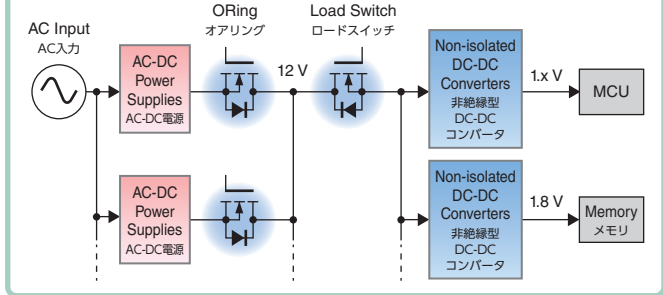 AC Input
AC入力
ORing
オアリング
Load Switch
ロードスイッチ
AC-DC
Power
Supplies
AC-DC電源
12 V
Non-isolated
DC-DC
Converters
非絶縁型
DC-DC
コンバータ
1.x V
MCU
AC-DC
Power
Supplies
AC-DC電源
Non-isolated
DC-DC
Converters
非絶縁型
DC-DC
コンバータ
1.8 V
Memory
メモリ